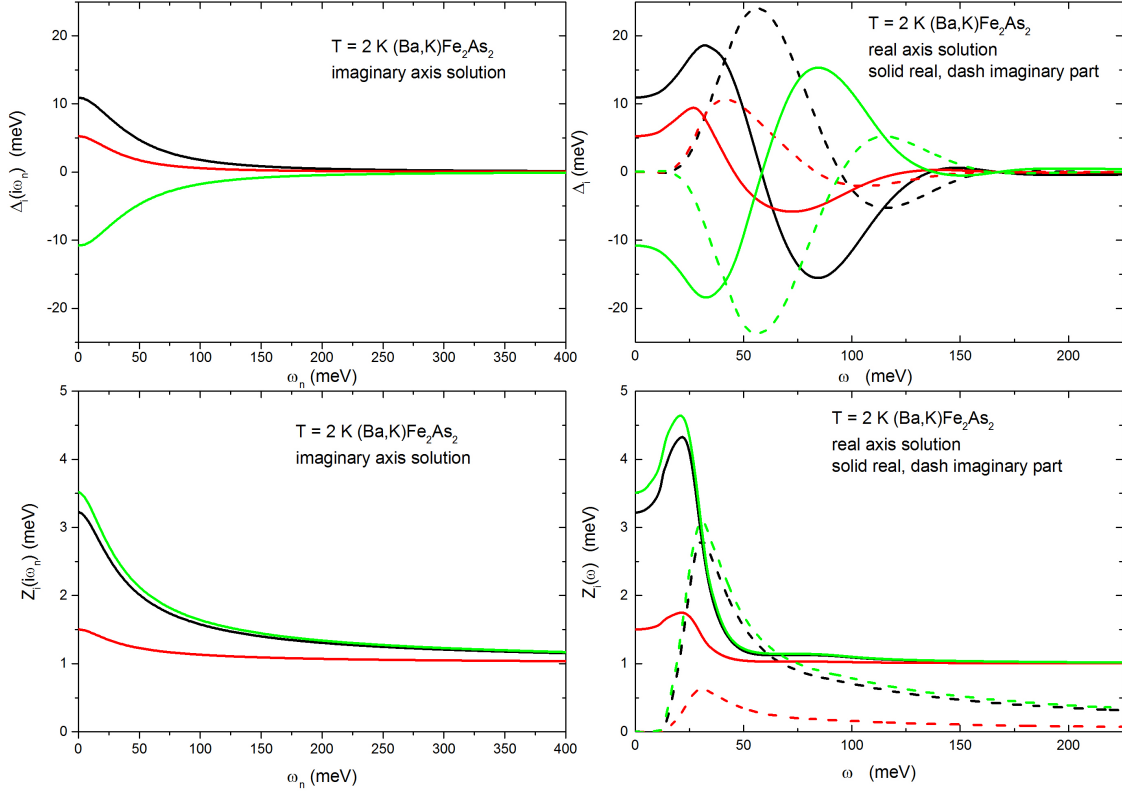 T = 2 K (Ba,K)Fe₂As₂
imaginary axis solution
20
10
0
-10
-20
Δᵢ(iωₙ) (meV)
0 50 100 150 200 250 300 350 400
ωₙ (meV)
T = 2 K (Ba,K)Fe₂As₂
real axis solution
solid real, dash imaginary part
20
10
0
-10
-20
Δᵢ (meV)
0 50 100 150 200
ω (meV)
T = 2 K (Ba,K)Fe₂As₂
imaginary axis solution
5
4
3
2
1
0
Zᵢ(iωₙ) (meV)
0 50 100 150 200 250 300 350 400
ωₙ (meV)
T = 2 K (Ba,K)Fe₂As₂
real axis solution
solid real, dash imaginary part
5
4
3
2
1
0
Zᵢ(ω) (meV)
0 50 100 150 200
ω (meV)